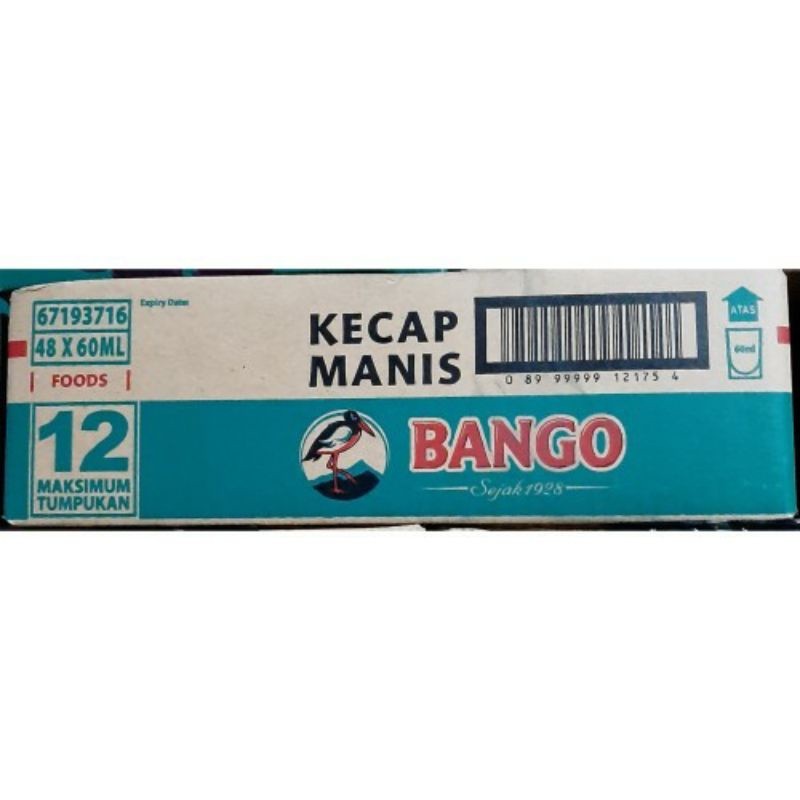 67193716
48 X 60ML
FOODS
Expiry Date:
KECAP
MANIS
0 89 99999 12175 4
ATAS
60ml
12
MAKSIMUM
TUMPUKAN
BANGO
Sejak 1928